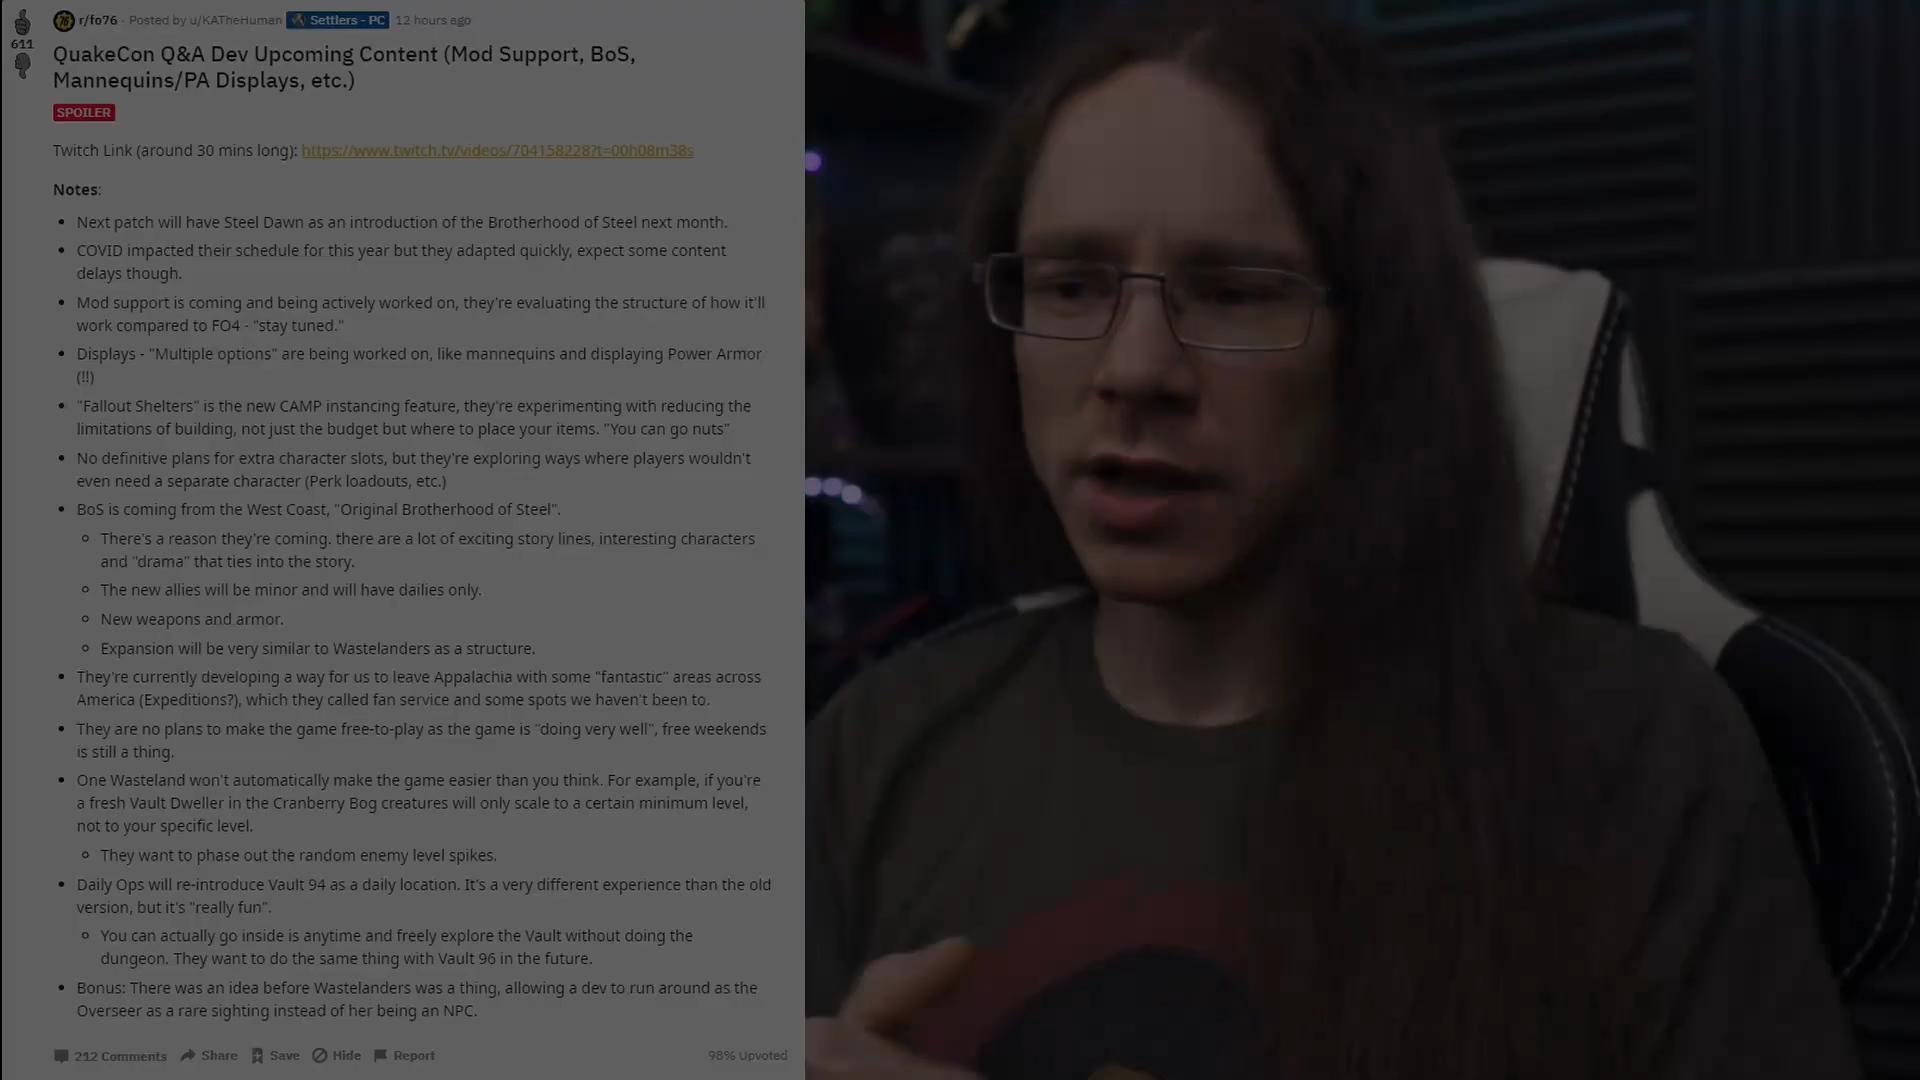 r/fo76 · Posted by u/KATheHuman Settlers - PC 12 hours ago
611
QuakeCon Q&A Dev Upcoming Content (Mod Support, BoS,
Mannequins/PA Displays, etc.)
SPOILER
Twitch Link (around 30 mins long): https://www.twitch.tv/videos/704158228?t=00h08m38s
Notes:
• Next patch will have Steel Dawn as an introduction of the Brotherhood of Steel next month.
• COVID impacted their schedule for this year but they adapted quickly, expect some content
delays though.
• Mod support is coming and being actively worked on, they're evaluating the structure of how it'll
work compared to FO4 - "stay tuned."
• Displays - "Multiple options" are being worked on, like mannequins and displaying Power Armor
(!!)
• "Fallout Shelters" is the new CAMP instancing feature, they're experimenting with reducing the
limitations of building, not just the budget but where to place your items. "You can go nuts"
• No definitive plans for extra character slots, but they're exploring ways where players wouldn't
even need a separate character (Perk loadouts, etc.)
• BoS is coming from the West Coast, "Original Brotherhood of Steel".
◦ There's a reason they're coming. there are a lot of exciting story lines, interesting characters
and "drama" that ties into the story.
◦ The new allies will be minor and will have dailies only.
◦ New weapons and armor.
◦ Expansion will be very similar to Wastelanders as a structure.
• They're currently developing a way for us to leave Appalachia with some "fantastic" areas across
America (Expeditions?), which they called fan service and some spots we haven't been to.
• They are no plans to make the game free-to-play as the game is "doing very well", free weekends
is still a thing.
• One Wasteland won't automatically make the game easier than you think. For example, if you're
a fresh Vault Dweller in the Cranberry Bog creatures will only scale to a certain minimum level,
not to your specific level.
◦ They want to phase out the random enemy level spikes.
• Daily Ops will re-introduce Vault 94 as a daily location. It's a very different experience than the old
version, but it's "really fun".
◦ You can actually go inside is anytime and freely explore the Vault without doing the
dungeon. They want to do the same thing with Vault 96 in the future.
• Bonus: There was an idea before Wastelanders was a thing, allowing a dev to run around as the
Overseer as a rare sighting instead of her being an NPC.
212 Comments Share Save Hide Report 98% Upvoted